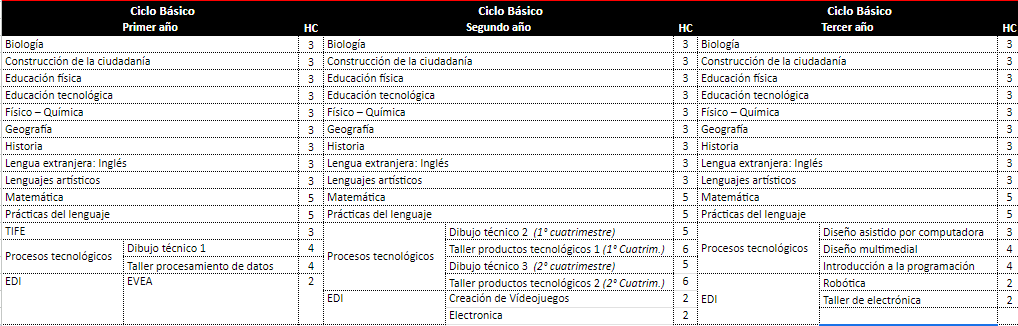 Ciclo Básico Ciclo Básico Ciclo Básico
Primer año HC Segundo año HC Tercer año HC
Biología 3 Biología 3 Biología 3
Construcción de la ciudadanía 3 Construcción de la ciudadanía 3 Construcción de la ciudadanía 3
Educación física 3 Educación física 3 Educación física 3
Educación tecnológica 3 Educación tecnológica 3 Educación tecnológica 3
Físico – Química 3 Físico – Química 3 Físico – Química 3
Geografía 3 Geografía 3 Geografía 3
Historia 3 Historia 3 Historia 3
Lengua extranjera: Inglés 3 Lengua extranjera: Inglés 3 Lengua extranjera: Inglés 3
Lenguajes artísticos 3 Lenguajes artísticos 3 Lenguajes artísticos 3
Matemática 5 Matemática 5 Matemática 5
Prácticas del lenguaje 5 Prácticas del lenguaje 5 Prácticas del lenguaje 5
TIFE 3 Dibujo técnico 2 (1º cuatrimestre) 5 Diseño asistido por computadora 3
Procesos tecnológicos Dibujo técnico 1 4 Procesos tecnológicos Taller productos tecnológicos 1 (1º Cuatrim.) 6 Procesos tecnológicos Diseño multimedial 4
Taller procesamiento de datos 4 Dibujo técnico 3 (2º cuatrimestre) 5 Introducción a la programación 4
EDI EVEA 2 Taller productos tecnológicos 2 (2º Cuatrim.) 6 Robótica 2
EDI Creación de Vídeojuegos 2 EDI Taller de electrónica 2
Electronica 2